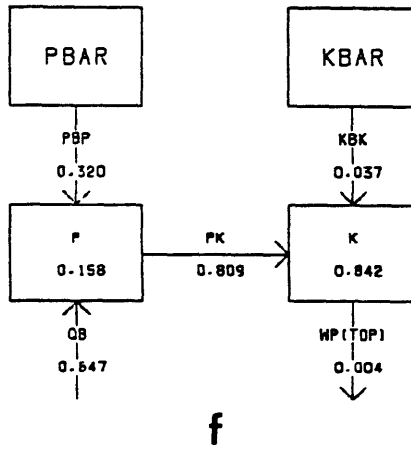 PBAR
KBAR
PBP
0.320
KBK
0.037
P
0.158
PK
0.809
K
0.842
QB
0.647
WP(TOP)
0.004
f